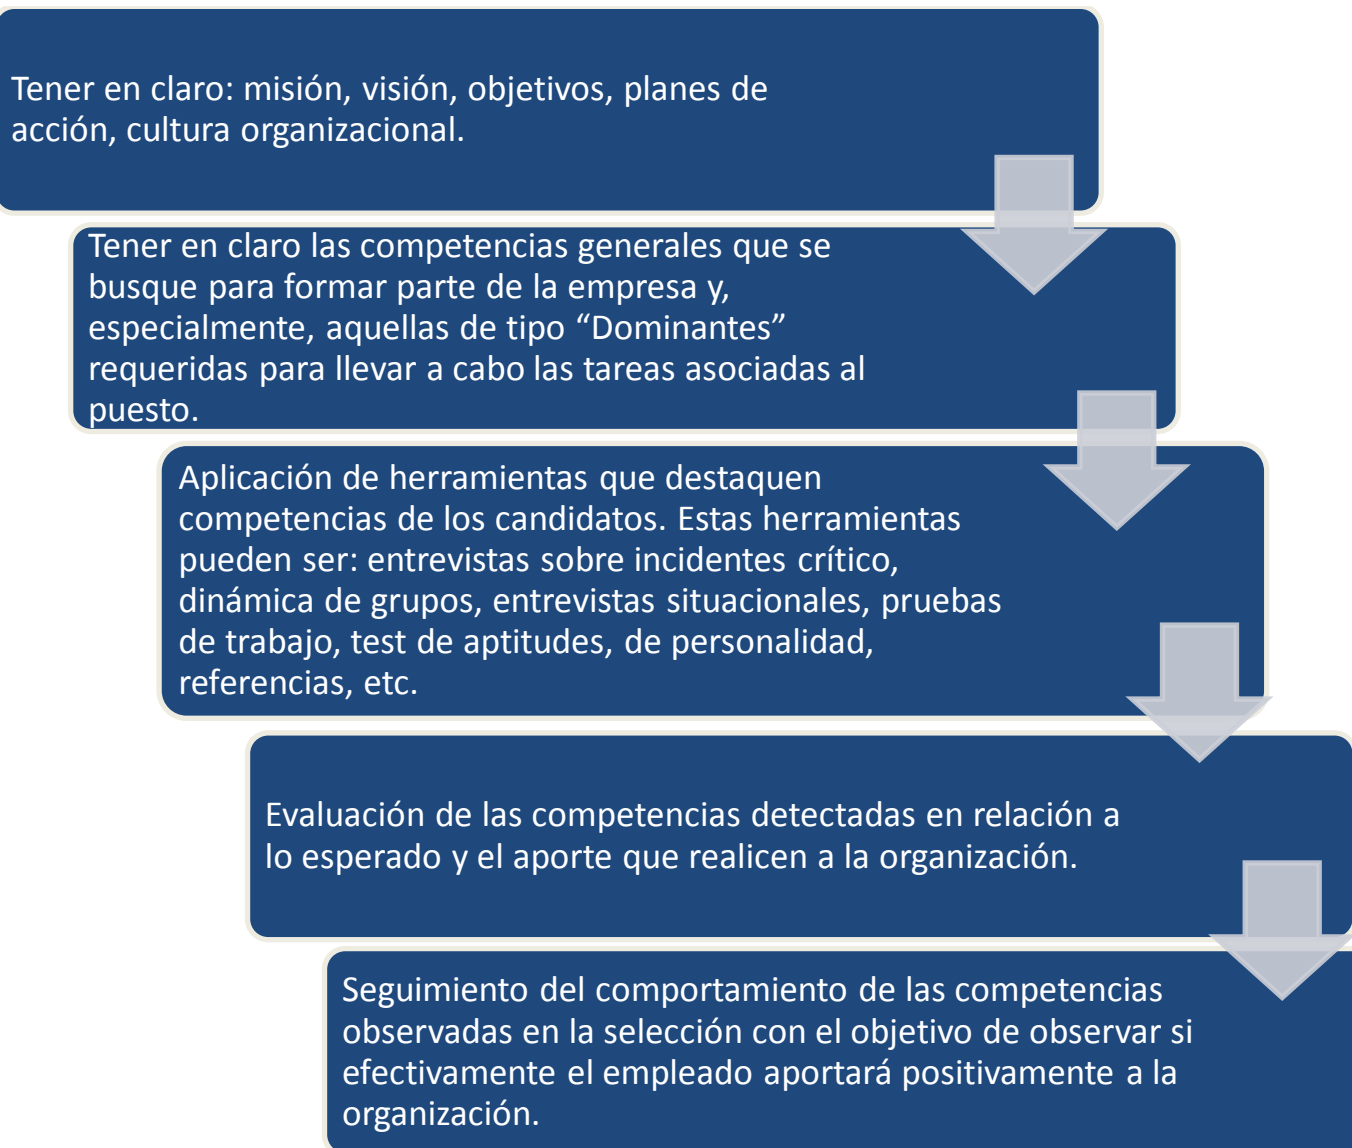 Tener en claro: misión, visión, objetivos, planes de
acción, cultura organizacional.
Tener en claro las competencias generales que se
busque para formar parte de la empresa y,
especialmente, aquellas de tipo “Dominantes”
requeridas para llevar a cabo las tareas asociadas al
puesto.
Aplicación de herramientas que destaquen
competencias de los candidatos. Estas herramientas
pueden ser: entrevistas sobre incidentes crítico,
dinámica de grupos, entrevistas situacionales, pruebas
de trabajo, test de aptitudes, de personalidad,
referencias, etc.
Evaluación de las competencias detectadas en relación a
lo esperado y el aporte que realicen a la organización.
Seguimiento del comportamiento de las competencias
observadas en la selección con el objetivo de observar si
efectivamente el empleado aportará positivamente a la
organización.